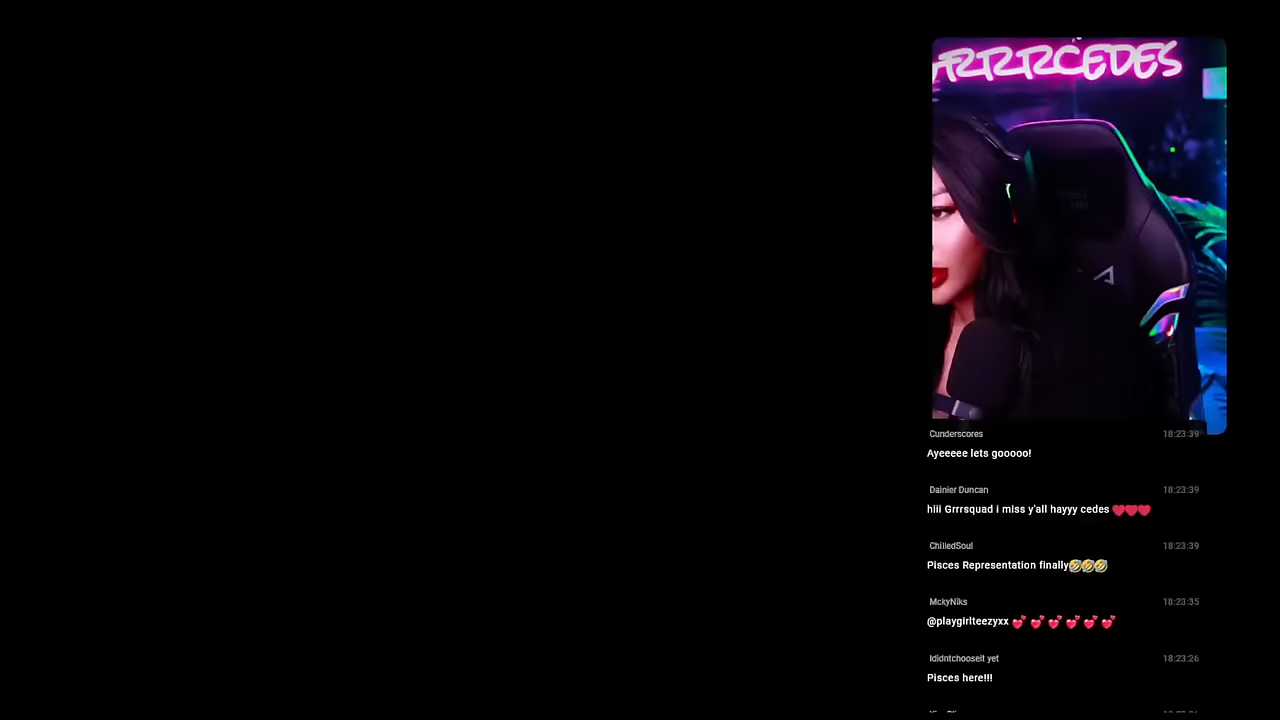 RRRCEDES
Cunderscores 18:23:39
Ayeeeee lets gooooo!
Dainier Duncan 18:23:39
hiii Grrrsquad i miss y'all hayyy cedes ❤️❤️❤️
ChilledSoul 18:23:39
Pisces Representation finally🤣🤣🤣
MckyNiks 18:23:35
@playgirlteezyxx 💕 💕 💕 💕 💕 💕
Ididntchooseit yet 18:23:26
Pisces here!!!